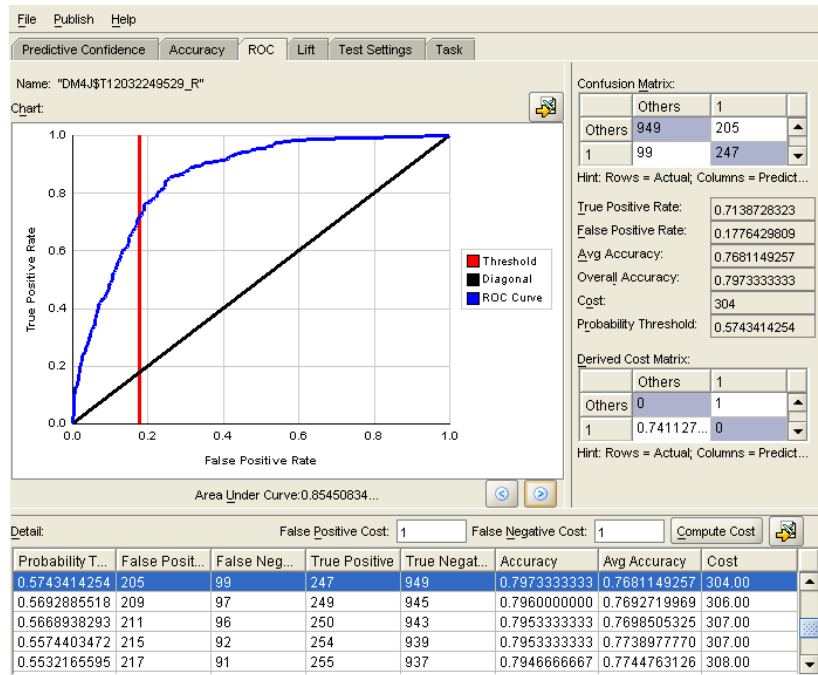 File Publish Help
Predictive Confidence Accuracy ROC Lift Test Settings Task
Name: "DM4J$T12032249529_R"
Chart:
1.0
0.8
0.6
0.4
0.2
0.0
True Positive Rate
0.0 0.2 0.4 0.6 0.8 1.0
False Positive Rate
Threshold
Diagonal
ROC Curve
Area Under Curve:0.85450834...
Confusion Matrix:
Others 1
Others 949 205
1 99 247
Hint: Rows = Actual; Columns = Predict...
True Positive Rate: 0.7138728323
False Positive Rate: 0.1776429809
Avg Accuracy: 0.7681149257
Overall Accuracy: 0.7973333333
Cost: 304
Probability Threshold: 0.5743414254
Derived Cost Matrix:
Others 1
Others 0 1
1 0.741127... 0
Hint: Rows = Actual; Columns = Predict...
Detail: False Positive Cost: 1 False Negative Cost: 1 Compute Cost
Probability T... False Posit... False Neg... True Positive True Negat... Accuracy Avg Accuracy Cost
0.5743414254 205 99 247 949 0.7973333333 0.7681149257 304.00
0.5692885518 209 97 249 945 0.7960000000 0.7692719969 306.00
0.5668938293 211 96 250 943 0.7953333333 0.7698505325 307.00
0.5574403472 215 92 254 939 0.7953333333 0.7738977770 307.00
0.5532165595 217 91 255 937 0.7946666667 0.7744763126 308.00